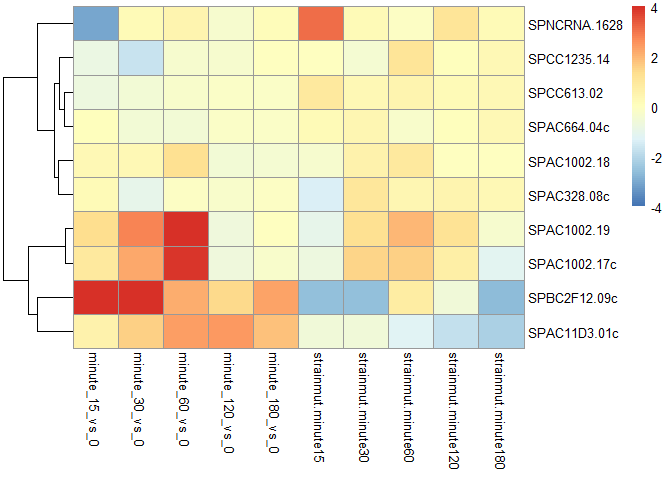 SPNCRNA.1628
SPCC1235.14
SPCC613.02
SPAC664.04c
SPAC1002.18
SPAC328.08c
SPAC1002.19
SPAC1002.17c
SPBC2F12.09c
SPAC11D3.01c
4
2
0
-2
-4
minute_15_vs_0
minute_30_vs_0
minute_60_vs_0
minute_120_vs_0
minute_180_vs_0
strainmut.minute15
strainmut.minute30
strainmut.minute60
strainmut.minute120
strainmut.minute180